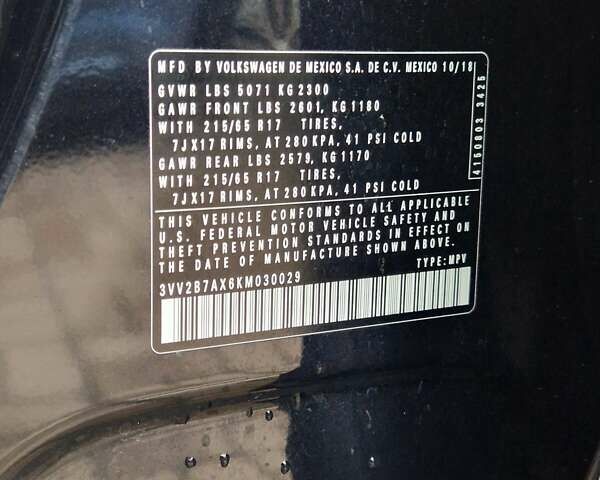 MFD BY VOLKSWAGEN DE MEXICO S.A. DE C.V. MEXICO 10/18
GVWR LBS 5071 KG 2300
GAWR FRONT LBS 2601, KG 1180
WITH 215/65 R17 TIRES,
7JX17 RIMS, AT 280 KPA, 41 PSI COLD
GAWR REAR LBS 2579, KG 1170
WITH 215/65 R17 TIRES,
7JX17 RIMS, AT 280 KPA, 41 PSI COLD
4150803 3425
THIS VEHICLE CONFORMS TO ALL APPLICABLE
U.S. FEDERAL MOTOR VEHICLE SAFETY AND
THEFT PREVENTION STANDARDS IN EFFECT ON
THE DATE OF MANUFACTURE SHOWN ABOVE.
3VV2B7AX6KM030029 TYPE: MPV